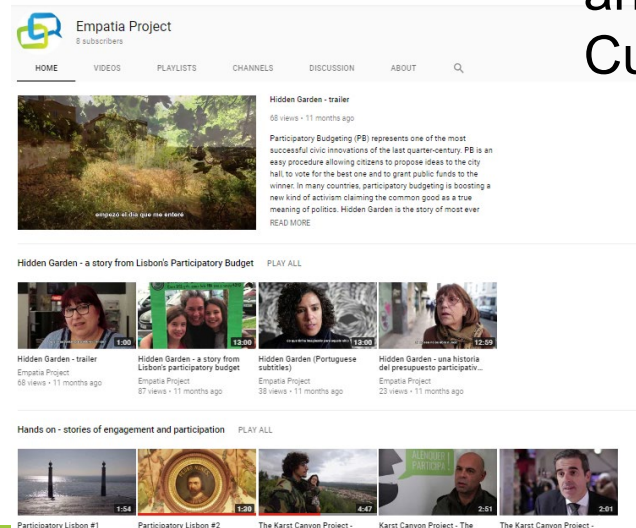 an
Cu
Empatia Project
8 subscribers
HOME VIDEOS PLAYLISTS CHANNELS DISCUSSION ABOUT
empezó el día que me enteré
Hidden Garden - trailer
68 views • 11 months ago
Participatory Budgeting (PB) represents one of the most
successful civic innovations of the last quarter-century. PB is an
easy procedure allowing citizens to propose ideas to the city
hall, to vote for the best one and to grant public funds to the
winner. In many countries, participatory budgeting is boosting a
new kind of activism claiming the common good as a true
meaning of politics. Hidden Garden is the story of most ever
READ MORE
Hidden Garden - a story from Lisbon's Participatory Budget PLAY ALL
1:00
Hidden Garden - trailer
Empatia Project
68 views • 11 months ago
13:00
Hidden Garden - a story from
Lisbon's participatory budget
Empatia Project
87 views • 11 months ago
13:00
Hidden Garden (Portuguese
subtitles)
Empatia Project
38 views • 11 months ago
12:59
Hidden Garden - una historia
del presupuesto participativ...
Empatia Project
23 views • 11 months ago
Hands on - stories of engagement and participation PLAY ALL
1:54
Participatory Lisbon #1
1:30
Participatory Lisbon #2
4:47
The Karst Canyon Project -
ALENQUER
PARTICIPA
2:51
Karst Canyon Project - The
2:01
The Karst Canyon Project -